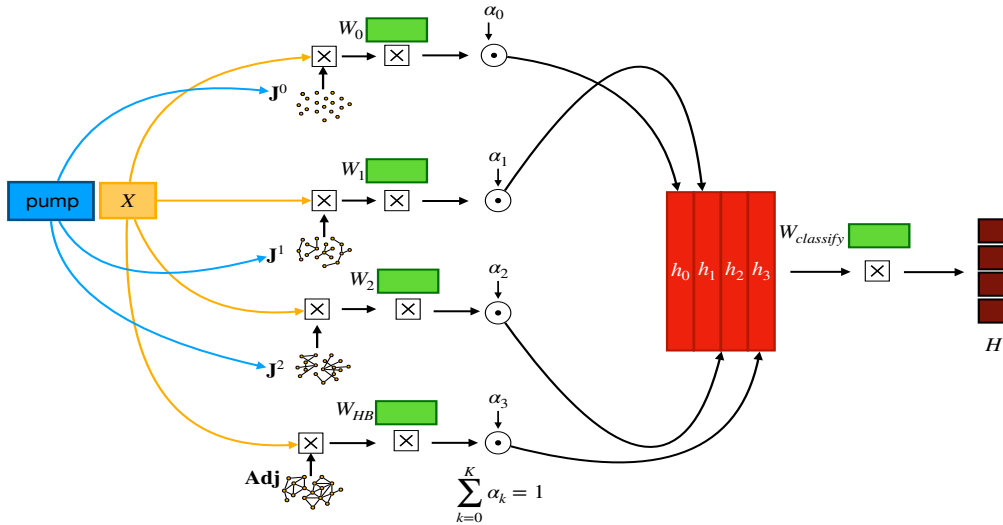 W₀
α₀
J⁰
W₁
α₁
pump
X
J¹
W_classify
h₀ h₁ h₂ h₃
W₂
α₂
H
J²
W_HB
α₃
Adj
∑_{k=0}^{K} α_k = 1